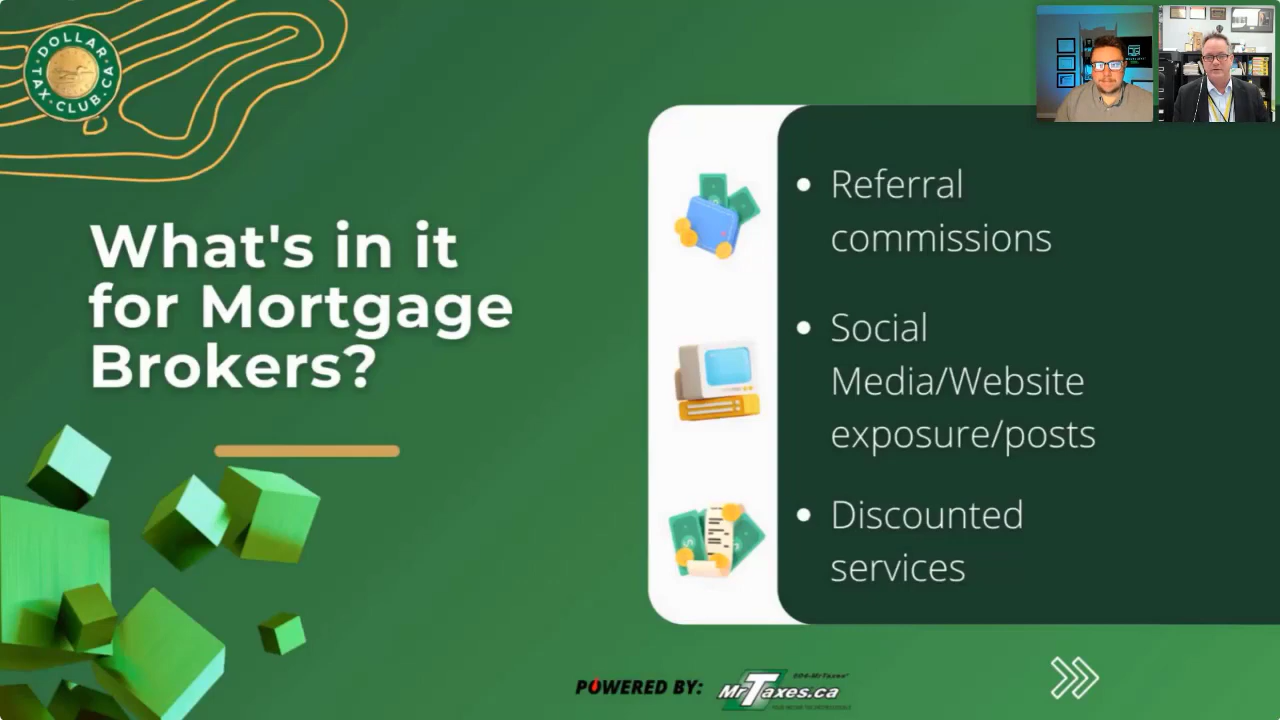 DOLLAR
TAX·CLUB.CA
What's in it
for Mortgage
Brokers?
• Referral
commissions
• Social
Media/Website
exposure/posts
• Discounted
services
POWERED BY:
MrTaxes.ca